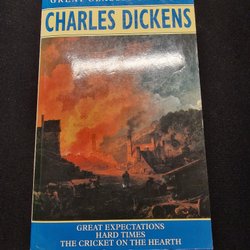 CHARLES DICKENS
GREAT EXPECTATIONS
HARD TIMES
THE CRICKET ON THE HEARTH